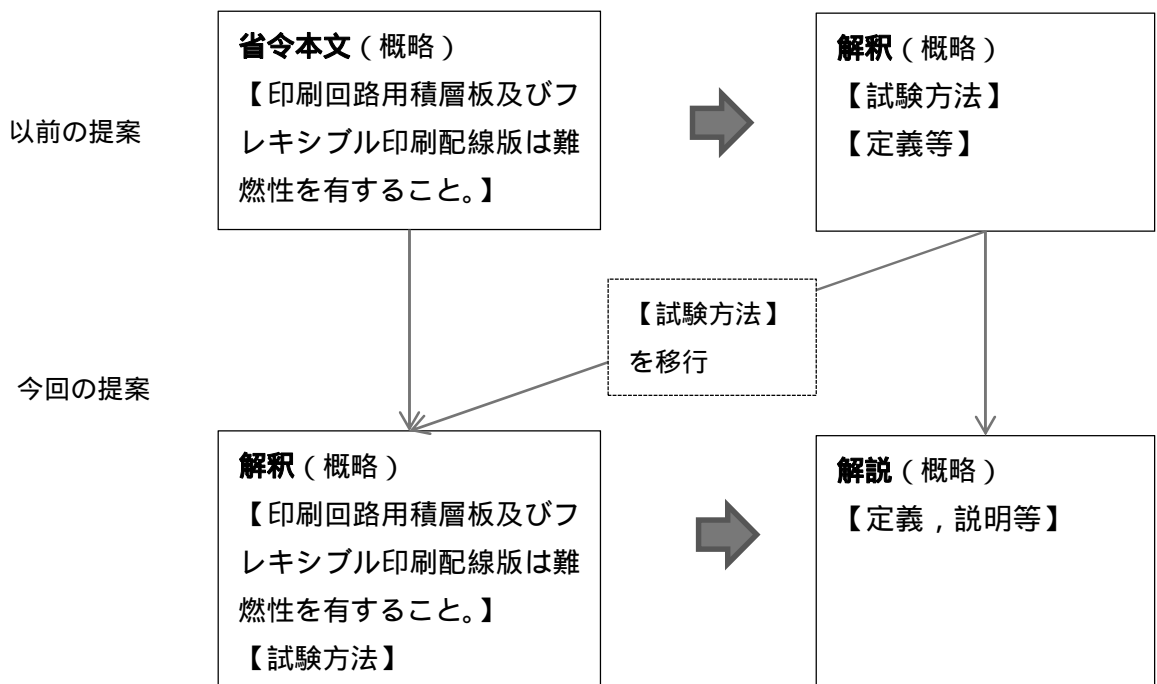 省令本文(概略)
【印刷回路用積層板及びフ
レキシブル印刷配線版は難
燃性を有すること。】
解釈(概略)
【試験方法】
【定義等】
以前の提案
【試験方法】
を移行
今回の提案
解釈(概略)
【印刷回路用積層板及びフ
レキシブル印刷配線版は難
燃性を有すること。】
【試験方法】
解説(概略)
【定義,説明等】